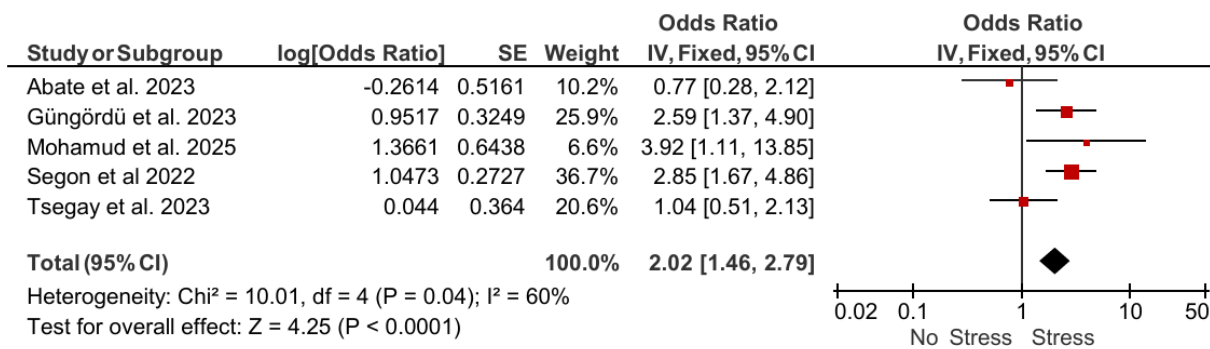 Odds Ratio Odds Ratio
Study or Subgroup log[Odds Ratio] SE Weight IV, Fixed, 95% CI IV, Fixed, 95% CI
Abate et al. 2023 -0.2614 0.5161 10.2% 0.77 [0.28, 2.12]
Güngördü et al. 2023 0.9517 0.3249 25.9% 2.59 [1.37, 4.90]
Mohamud et al. 2025 1.3661 0.6438 6.6% 3.92 [1.11, 13.85]
Segon et al 2022 1.0473 0.2727 36.7% 2.85 [1.67, 4.86]
Tsegay et al. 2023 0.044 0.364 20.6% 1.04 [0.51, 2.13]
Total (95% CI) 100.0% 2.02 [1.46, 2.79]
Heterogeneity: Chi² = 10.01, df = 4 (P = 0.04); I² = 60%
Test for overall effect: Z = 4.25 (P < 0.0001)
0.02 0.1 1 10 50
No Stress Stress